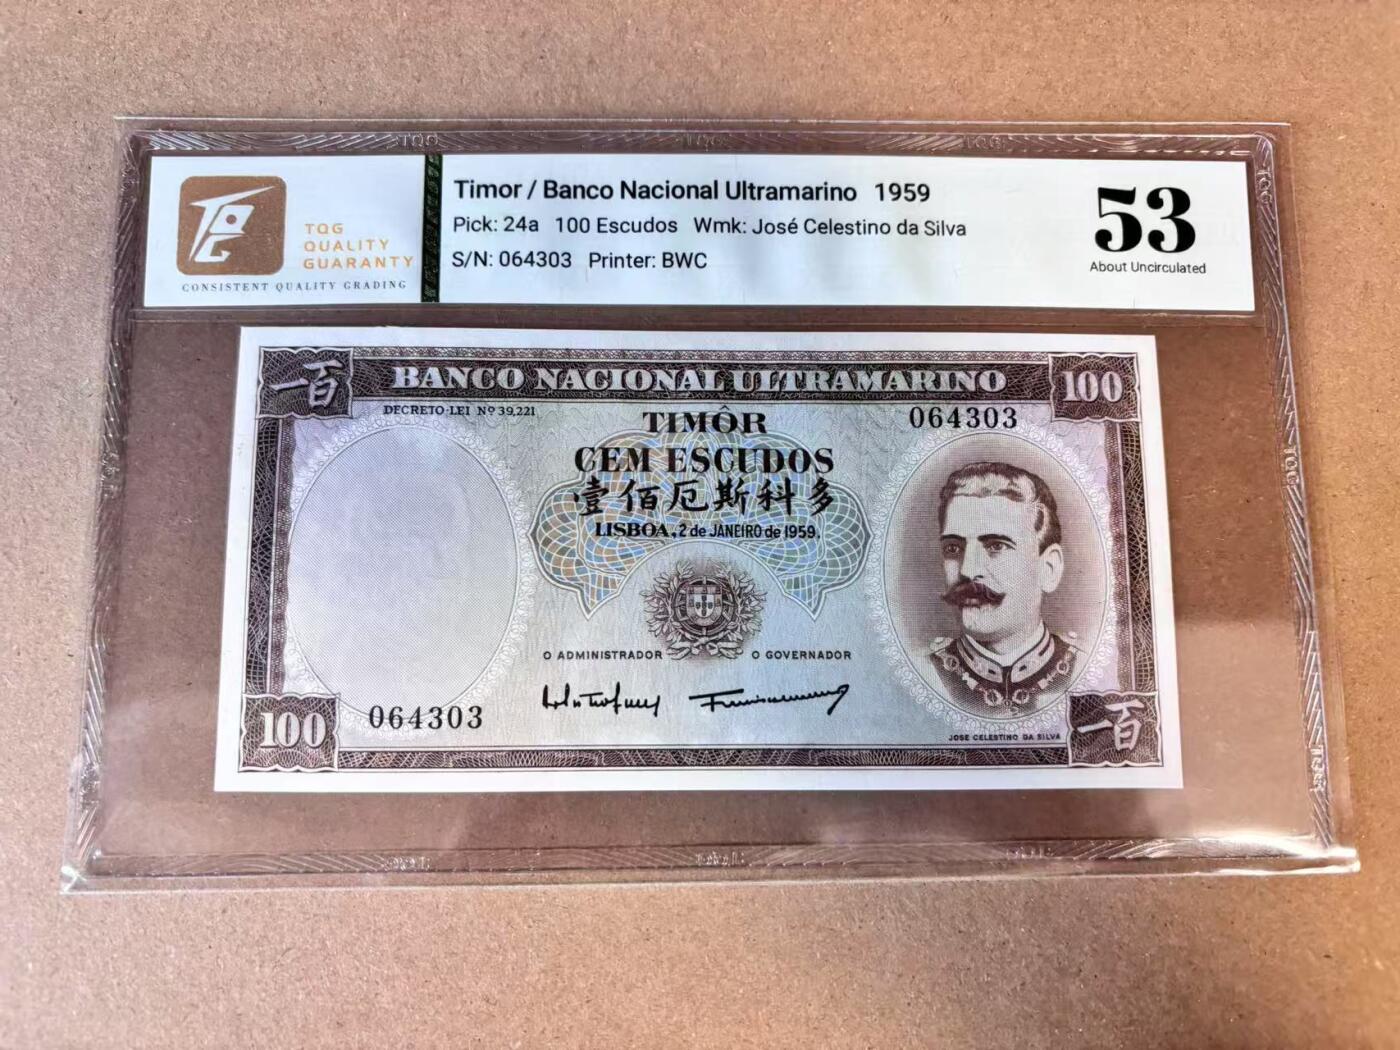 TQG
QUALITY
GUARANTY
CONSISTENT QUALITY GRADING
Timor / Banco Nacional Ultramarino 1959
Pick: 24a 100 Escudos Wmk: José Celestino da Silva
S/N: 064303 Printer: BWC
53
About Uncirculated
一百
BANCO NACIONAL ULTRAMARINO
100
DECRETO-LEI Nº 39,221
TIMÔR
064303
CEM ESCUDOS
壹佰厄斯科多
LISBOA, 2 de JANEIRO de 1959.
O ADMINISTRADOR
O GOVERNADOR
100
064303
JOSE CELESTINO DA SILVA
一百